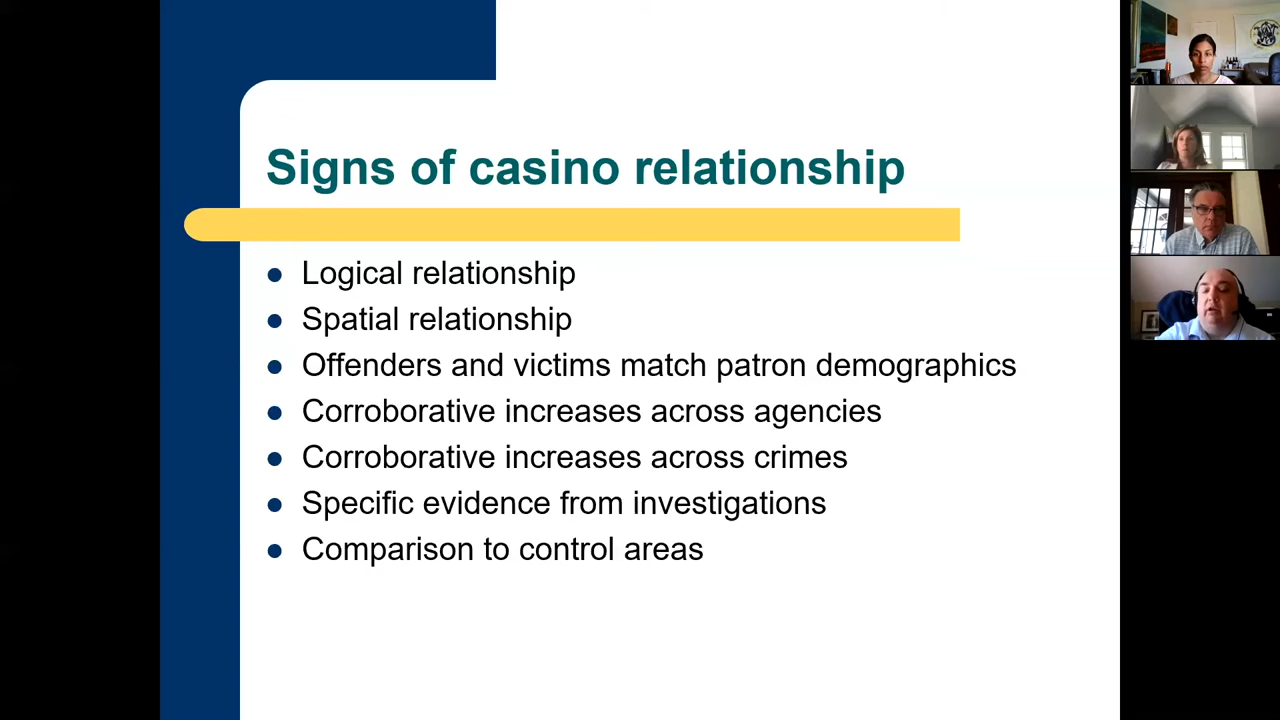 Signs of casino relationship
Logical relationship
Spatial relationship
Offenders and victims match patron demographics
Corroborative increases across agencies
Corroborative increases across crimes
Specific evidence from investigations
Comparison to control areas